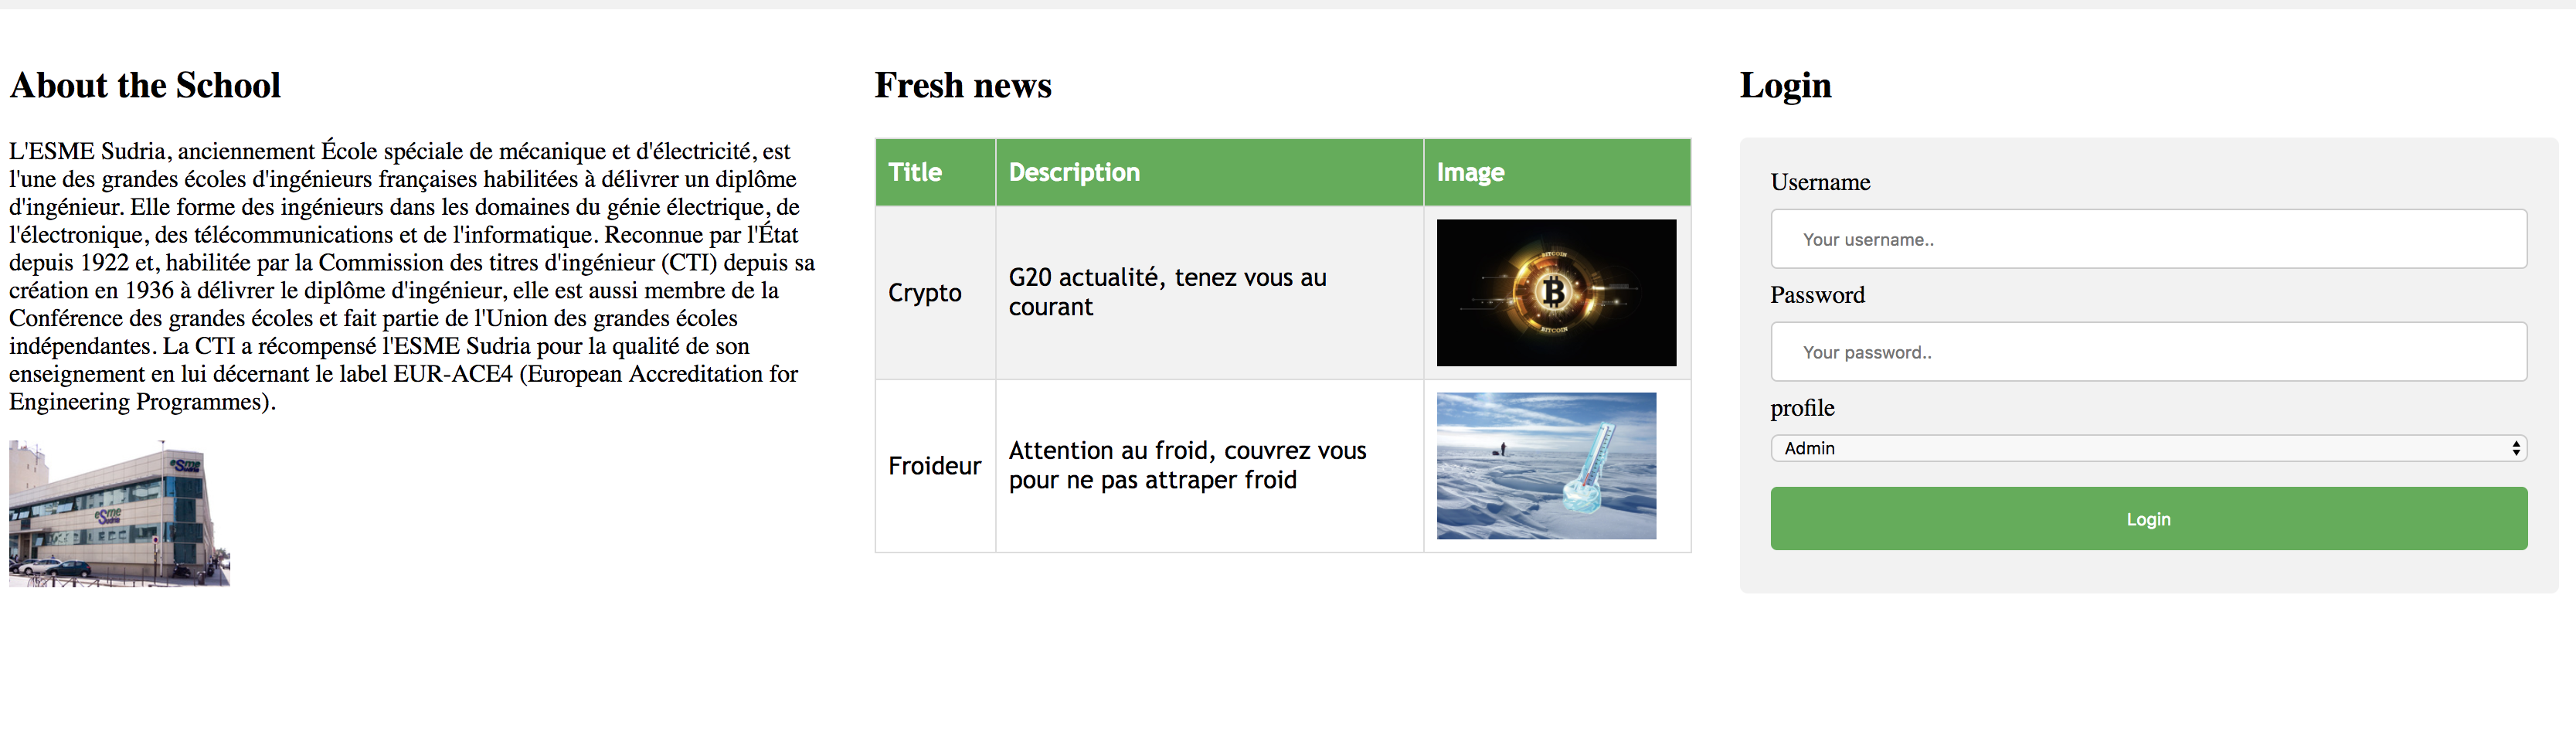 About the School
L'ESME Sudria, anciennement École spéciale de mécanique et d'électricité, est
l'une des grandes écoles d'ingénieurs françaises habilitées à délivrer un diplôme
d'ingénieur. Elle forme des ingénieurs dans les domaines du génie électrique, de
l'électronique, des télécommunications et de l'informatique. Reconnue par l'État
depuis 1922 et, habilitée par la Commission des titres d'ingénieur (CTI) depuis sa
création en 1936 à délivrer le diplôme d'ingénieur, elle est aussi membre de la
Conférence des grandes écoles et fait partie de l'Union des grandes écoles
indépendantes. La CTI a récompensé l'ESME Sudria pour la qualité de son
enseignement en lui décernant le label EUR-ACE4 (European Accreditation for
Engineering Programmes).
esme
Sudria
esme
Sudria
Fresh news
Title Description Image
Crypto
G20 actualité, tenez vous au
courant
BITCOIN
B
BITCOIN
Froideur
Attention au froid, couvrez vous
pour ne pas attraper froid
Login
Username
Your username..
Password
Your password..
profile
Admin
Login